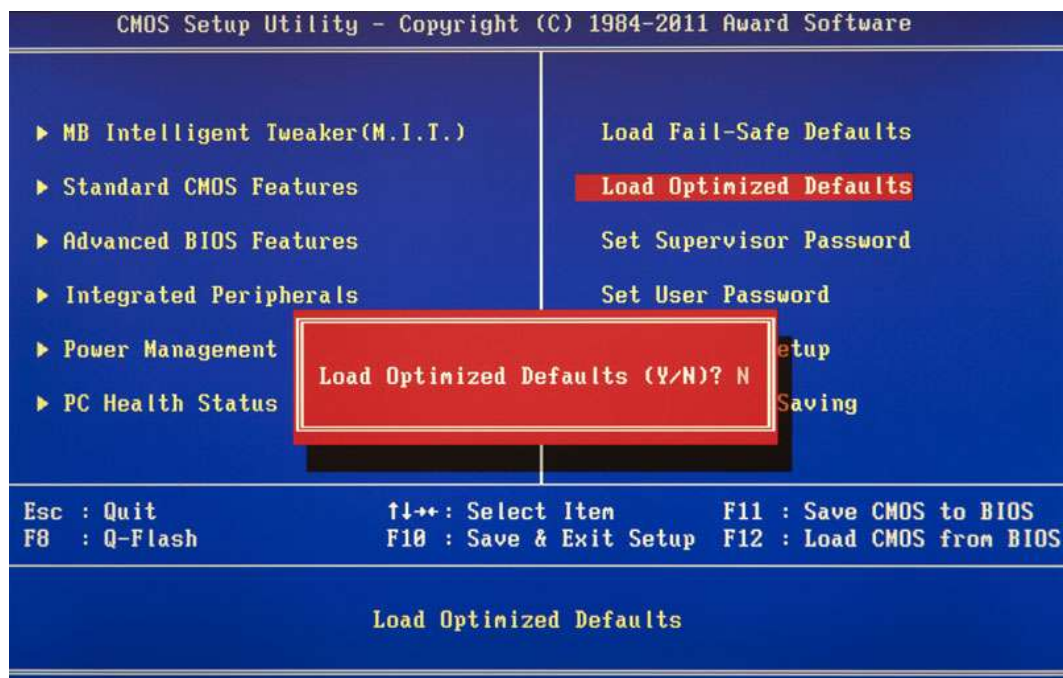 CMOS Setup Utility - Copyright (C) 1984-2011 Award Software
▶ MB Intelligent Tweaker(M.I.T.)
▶ Standard CMOS Features
▶ Advanced BIOS Features
▶ Integrated Peripherals
▶ Power Management
▶ PC Health Status
Load Fail-Safe Defaults
Load Optimized Defaults
Set Supervisor Password
Set User Password
etup
Saving
Load Optimized Defaults (Y/N)? N
Esc : Quit
F8 : Q-Flash
↑↓→←: Select Item
F10 : Save & Exit Setup
F11 : Save CMOS to BIOS
F12 : Load CMOS from BIOS
Load Optimized Defaults